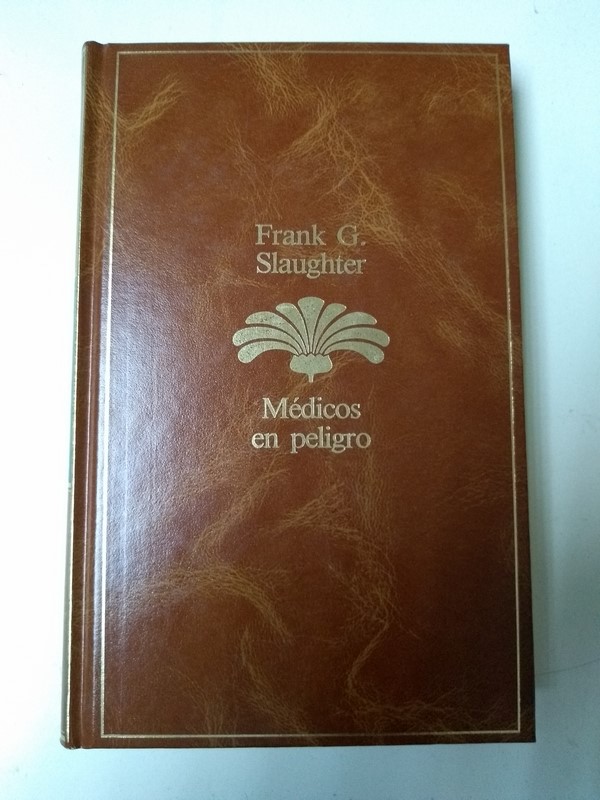 Frank G.
Slaughter
Médicos
en peligro